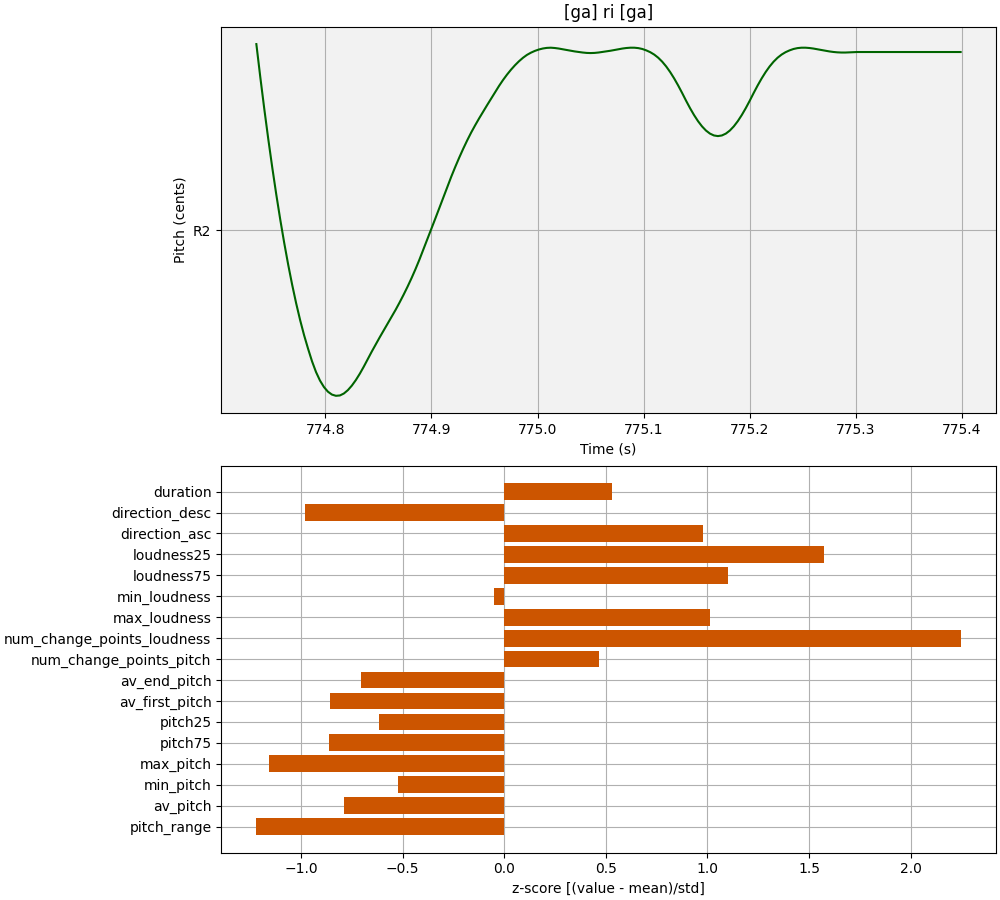 [ga] ri [ga]
Pitch (cents)
R2
774.8 774.9 775.0 775.1 775.2 775.3 775.4
Time (s)
duration
direction_desc
direction_asc
loudness25
loudness75
min_loudness
max_loudness
num_change_points_loudness
num_change_points_pitch
av_end_pitch
av_first_pitch
pitch25
pitch75
max_pitch
min_pitch
av_pitch
pitch_range
−1.0 −0.5 0.0 0.5 1.0 1.5 2.0
z-score [(value - mean)/std]